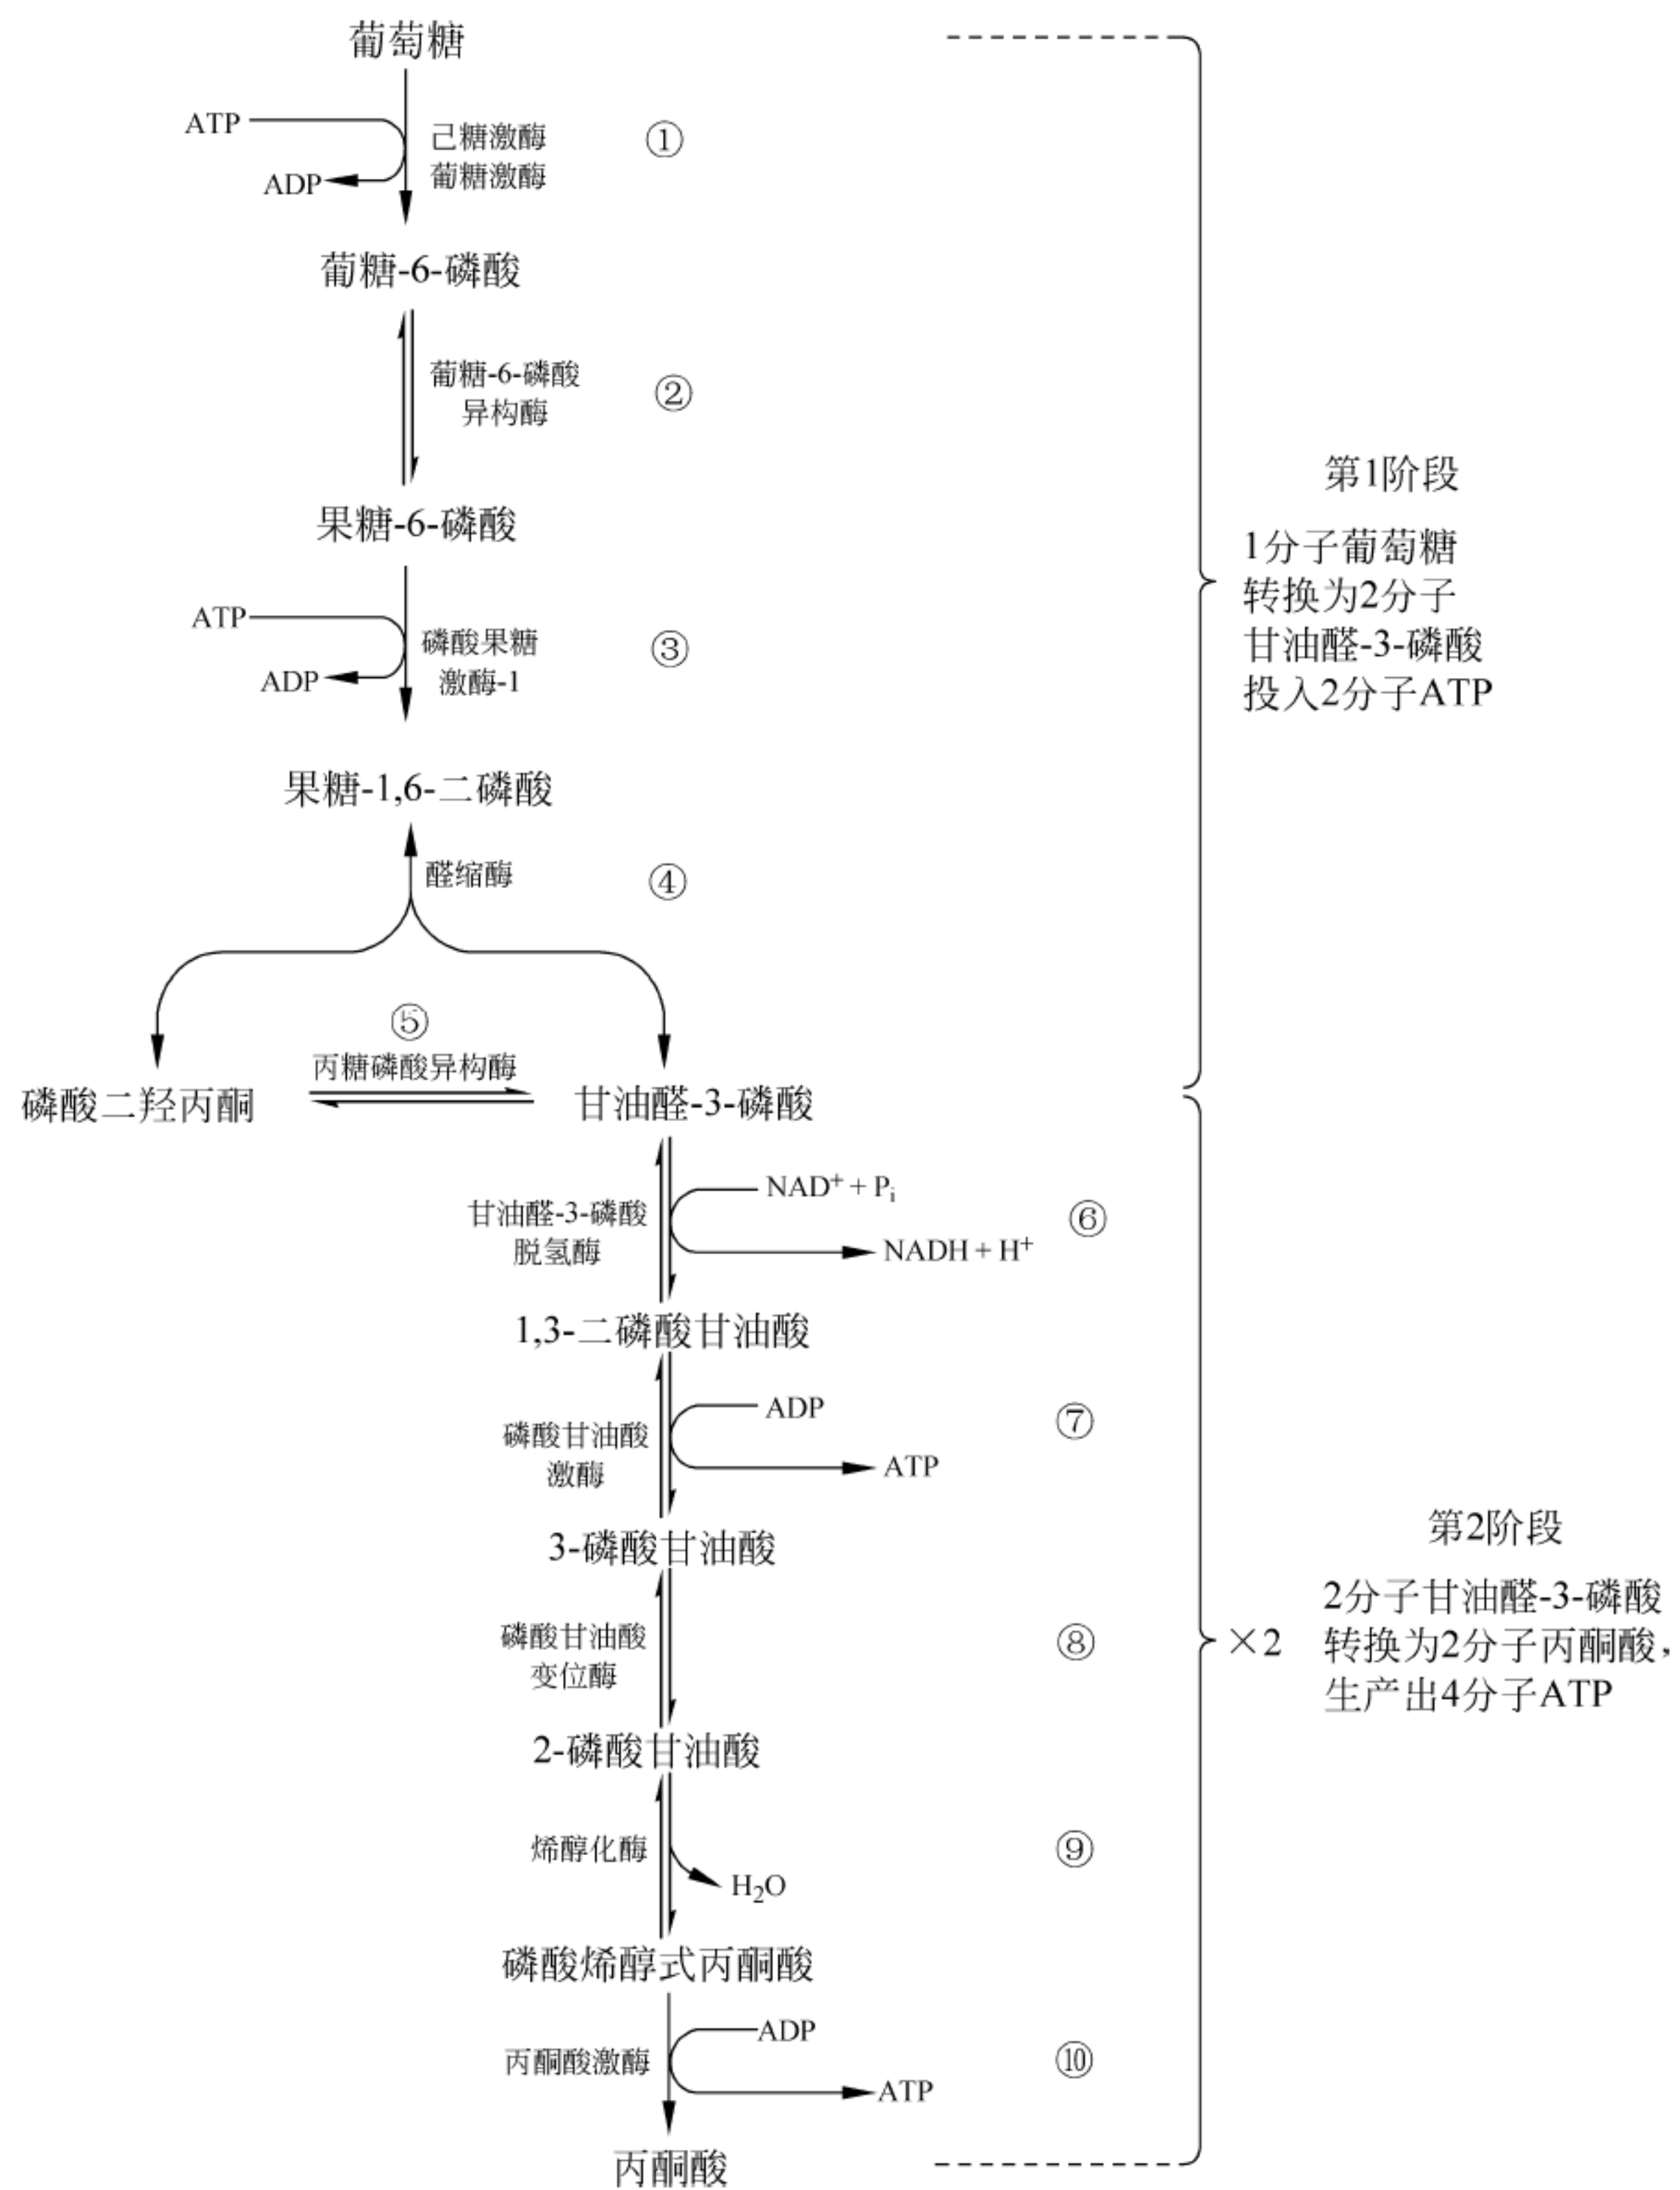 葡萄糖
ATP
己糖激酶
①
ADP
葡糖激酶
葡糖-6-磷酸
葡糖-6-磷酸
异构酶
②
果糖-6-磷酸
ATP
磷酸果糖
③
ADP
激酶-1
果糖-1,6-二磷酸
醛缩酶
④
⑤
丙糖磷酸异构酶
磷酸二羟丙酮
甘油醛-3-磷酸
第1阶段
1分子葡萄糖
转换为2分子
甘油醛-3-磷酸
投入2分子ATP
NAD⁺ + Pᵢ
甘油醛-3-磷酸
脱氢酶
⑥
NADH + H⁺
1,3-二磷酸甘油酸
ADP
⑦
磷酸甘油酸
激酶
ATP
3-磷酸甘油酸
磷酸甘油酸
变位酶
⑧
2-磷酸甘油酸
烯醇化酶
⑨
H₂O
磷酸烯醇式丙酮酸
ADP
丙酮酸激酶
⑩
ATP
丙酮酸
×2
第2阶段
2分子甘油醛-3-磷酸
转换为2分子丙酮酸,
生产出4分子ATP